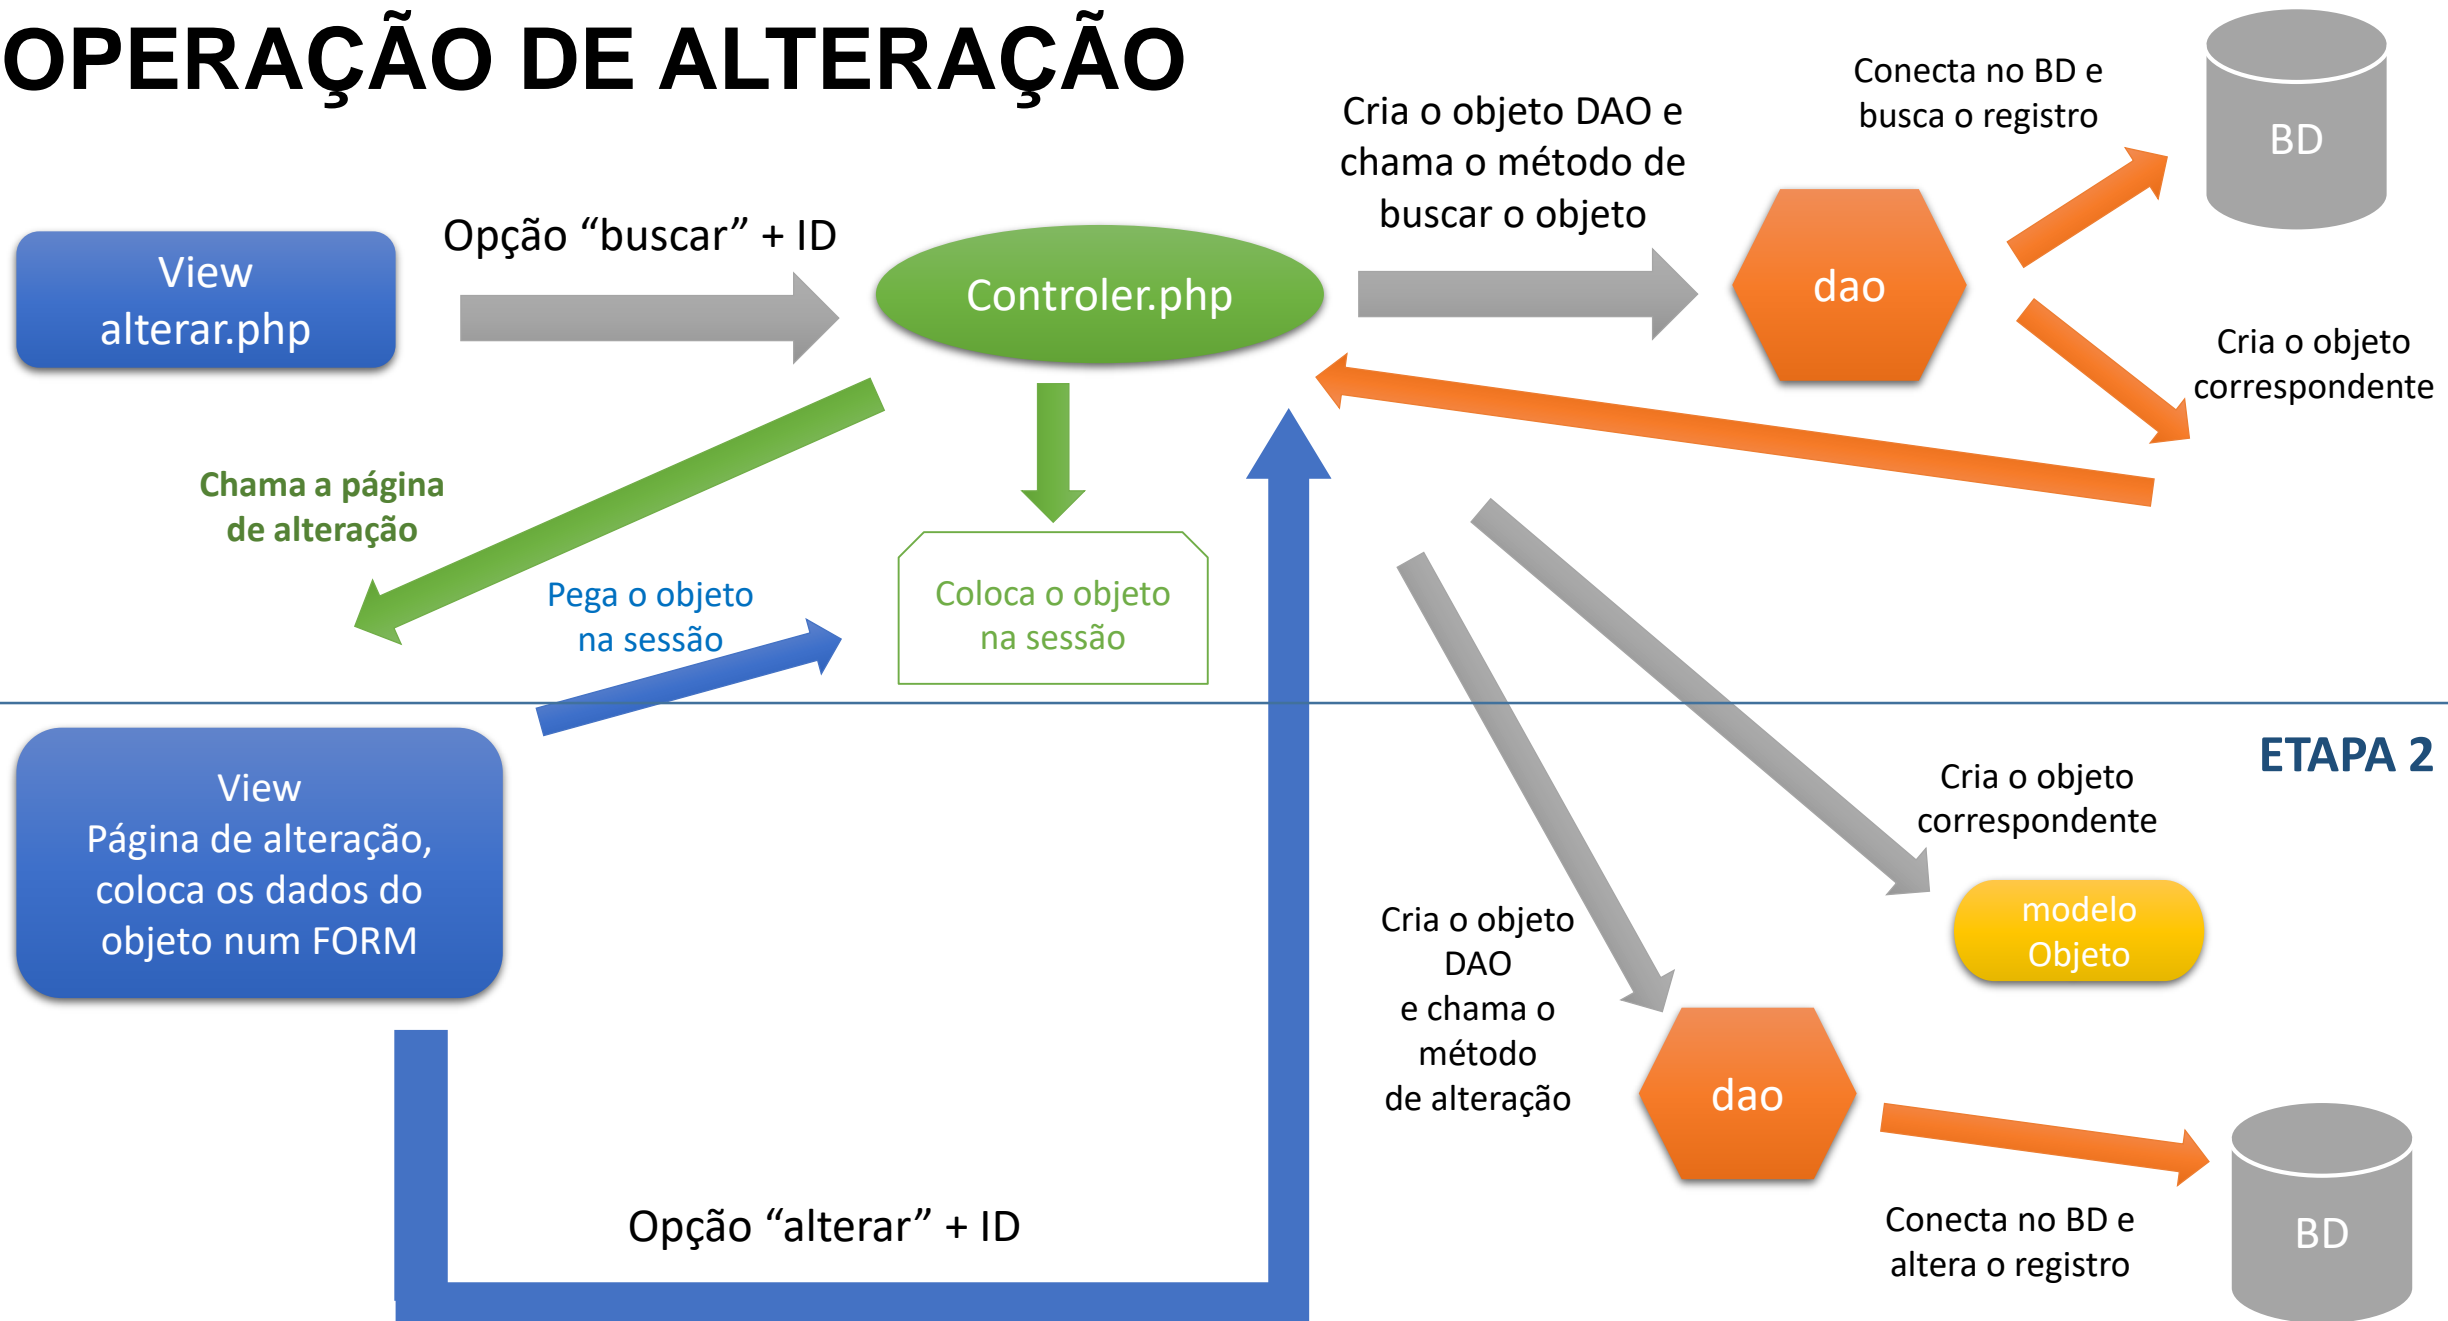 OPERAÇÃO DE ALTERAÇÃO
Conecta no BD e
busca o registro
BD
Cria o objeto DAO e
chama o método de
buscar o objeto
Opção “buscar” + ID
View
alterar.php
Controler.php
dao
Cria o objeto
correspondente
Chama a página
de alteração
Pega o objeto
na sessão
Coloca o objeto
na sessão
ETAPA 2
View
Página de alteração,
coloca os dados do
objeto num FORM
Cria o objeto
correspondente
modelo
Objeto
Cria o objeto
DAO
e chama o
método
de alteração
dao
Opção “alterar” + ID
Conecta no BD e
altera o registro
BD